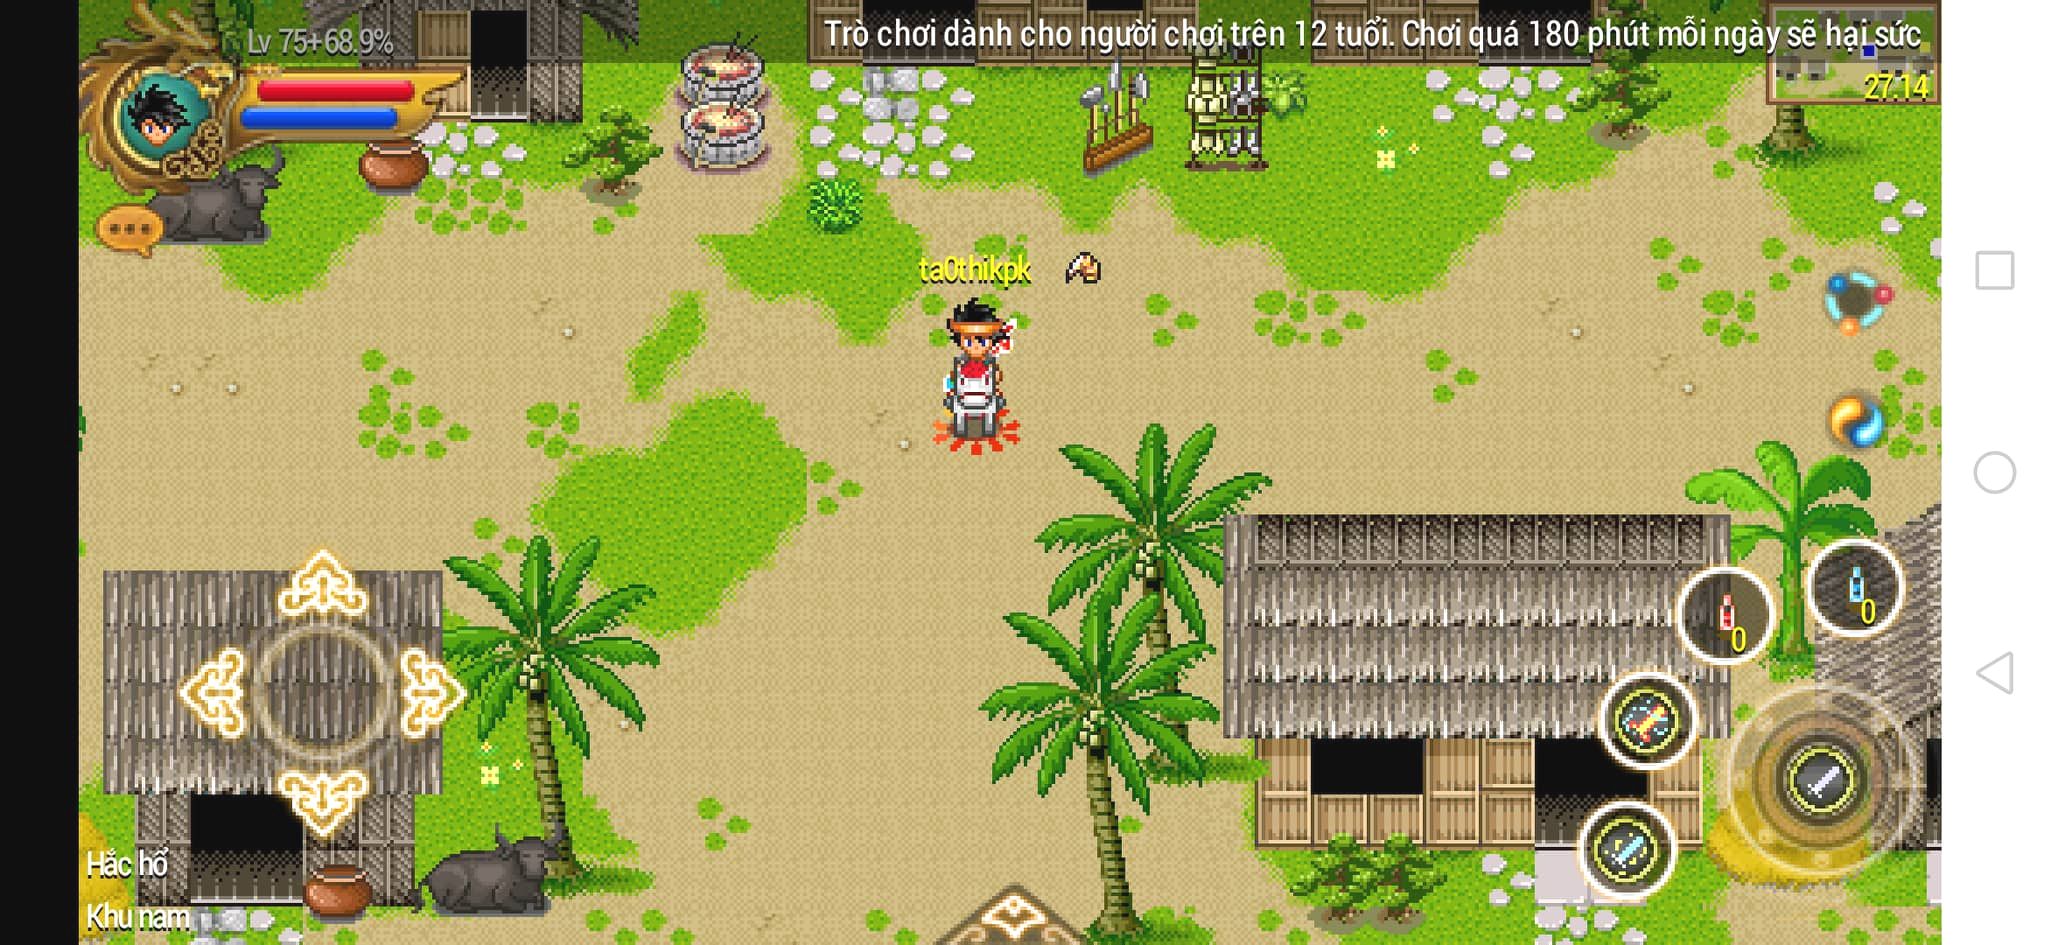 Lv 75+68.9%
Trò chơi dành cho người chơi trên 12 tuổi. Chơi quá 180 phút mỗi ngày sẽ hại sức
27.14
ta0thikpk
0
0
Hắc hổ
Khu nam